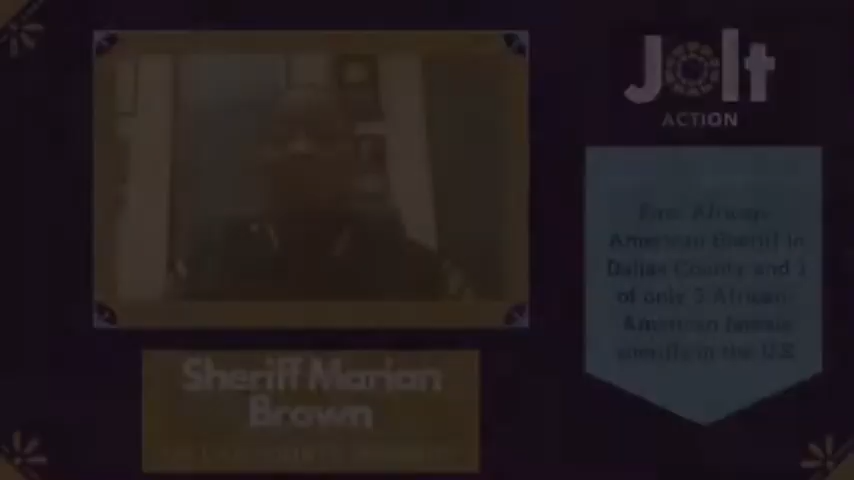 Jolt
ACTION
First African-
American Sheriff in
Dallas County and 1
of only 5 African-
American female
sheriffs in the U.S.
Sheriff Marian
Brown